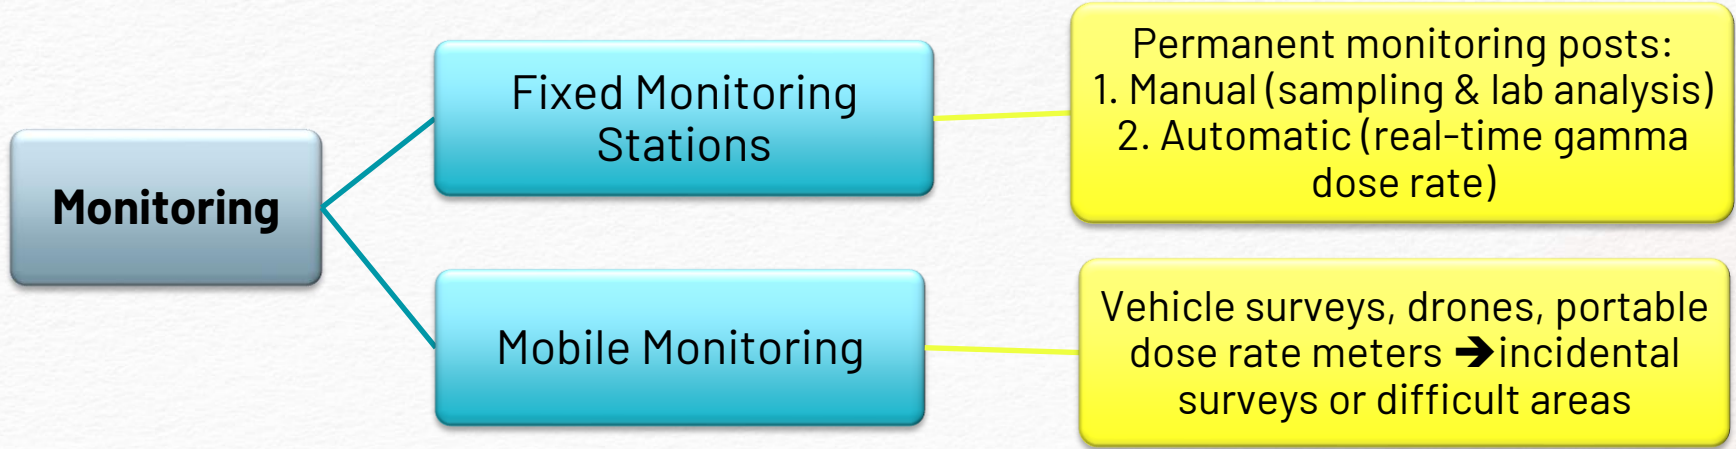 Monitoring
Fixed Monitoring
Stations
Permanent monitoring posts:
1. Manual (sampling & lab analysis)
2. Automatic (real-time gamma
dose rate)
Mobile Monitoring
Vehicle surveys, drones, portable
dose rate meters ➔incidental
surveys or difficult areas